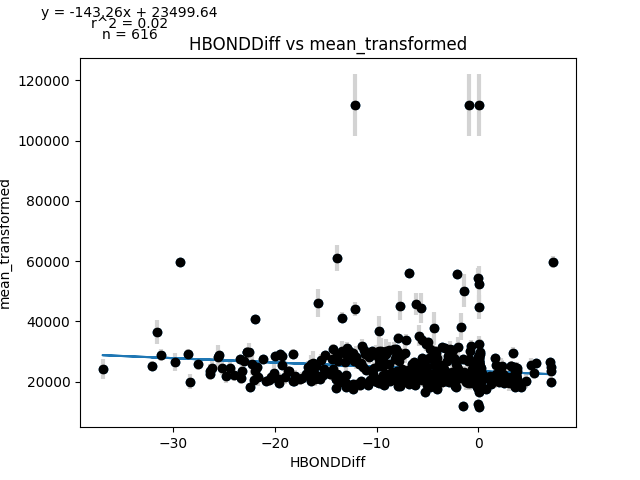 y = -143.26x + 23499.64
r^2 = 0.02
n = 616
HBONDDiff vs mean_transformed
120000
100000
80000
60000
40000
20000
mean_transformed
−30
−20
−10
0
HBONDDiff